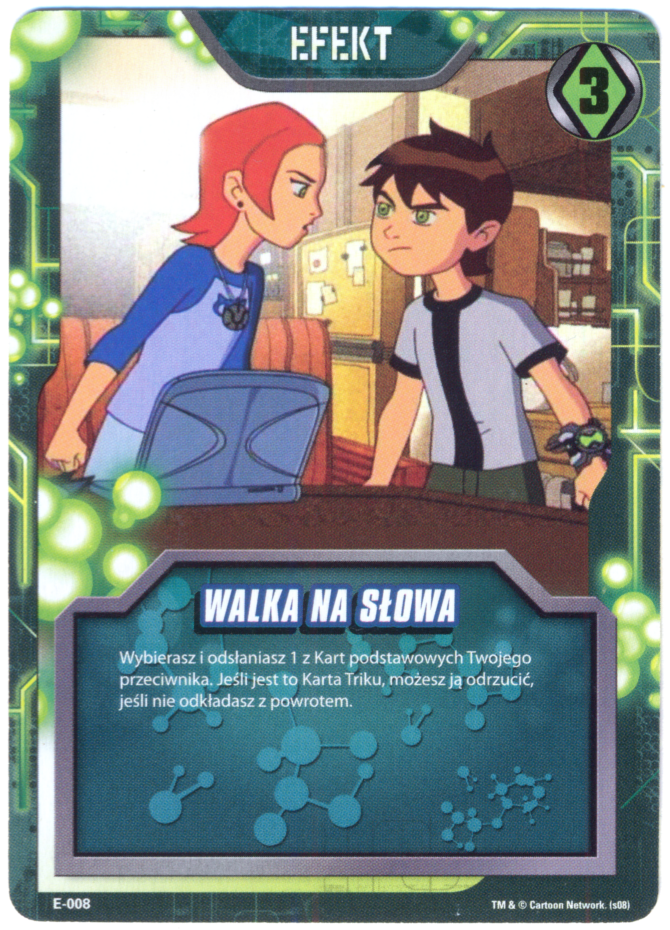 EFEKT
3
WALKA NA SŁOWA
Wybierasz i odsłaniasz 1 z Kart podstawowych Twojego
przeciwnika. Jeśli jest to Karta Triku, możesz ją odrzucić,
jeśli nie odkładasz z powrotem.
E-008
TM & © Cartoon Network. (s08)